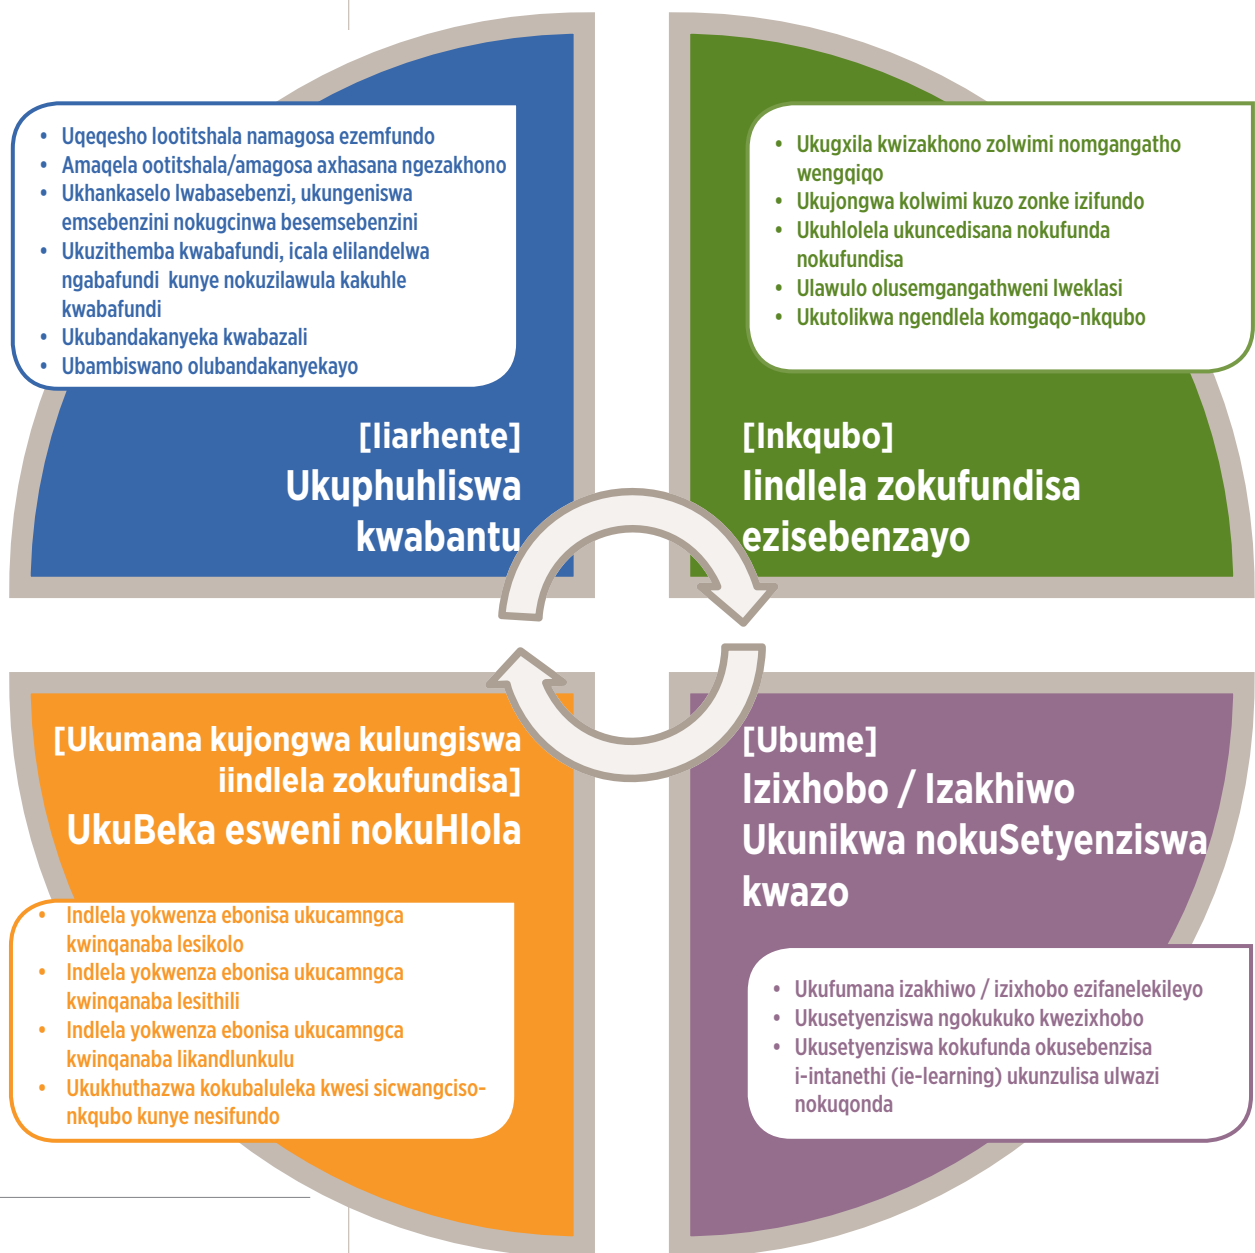 • Uqeqesho lootitshala namagosa ezemfundo
• Amaqela ootitshala/amagosa axhasana ngezakhono
• Ukhankaselo lwabasebenzi, ukungeniswa
emsebenzini nokugcinwa besemsebenzini
• Ukuzithemba kwabafundi, icala elilandelwa
ngabafundi kunye nokuzilawula kakuhle
kwabafundi
• Ukubandakanyeka kwabazali
• Ubambiswano olubandakanyekayo
[Iiarhente]
Ukuphuhliswa
kwabantu
• Ukugxila kwizakhono zolwimi nomgangatho
wengqiqo
• Ukujongwa kolwimi kuzo zonke izifundo
• Ukuhlolela ukuncedisana nokufunda
nokufundisa
• Ulawulo olusemgangathweni lweklasi
• Ukutolikwa ngendlela komgaqo-nkqubo
[Inkqubo]
Iindlela zokufundisa
ezisebenzayo
[Ukumana kujongwa kulungiswa
iindlela zokufundisa]
UkuBeka esweni nokuHlola
• Indlela yokwenza ebonisa ukucamngca
kwinqanaba lesikolo
• Indlela yokwenza ebonisa ukucamngca
kwinqanaba lesithili
• Indlela yokwenza ebonisa ukucamngca
kwinqanaba likandlunkulu
• Ukukhuthazwa kokubaluleka kwesi sicwangciso-
nkqubo kunye nesifundo
[Ubume]
Izixhobo / Izakhiwo
Ukunikwa nokuSetyenziswa
kwazo
• Ukufumana izakhiwo / izixhobo ezifanelekileyo
• Ukusetyenziswa ngokukuko kwezixhobo
• Ukusetyenziswa kokufunda okusebenzisa
i-intanethi (ie-learning) ukunzulisa ulwazi
nokuqonda